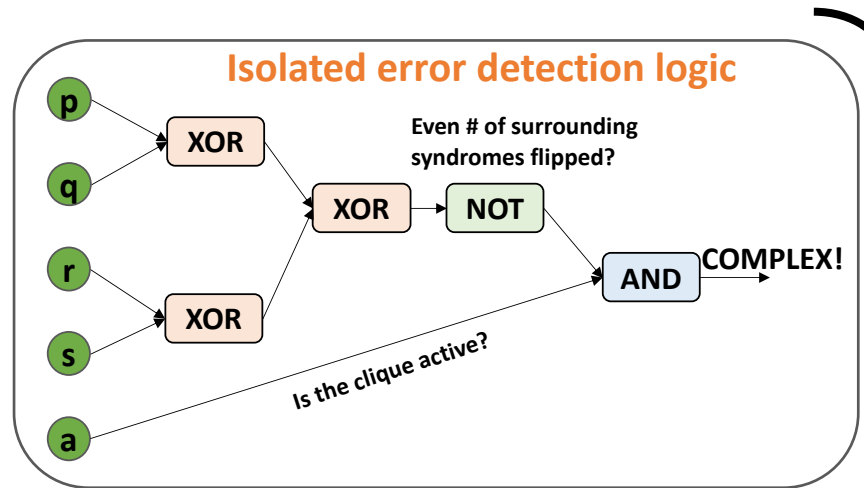 Isolated error detection logic
p
q
r
s
a
XOR
XOR
XOR
Even # of surrounding
syndromes flipped?
NOT
AND
COMPLEX!
Is the clique active?